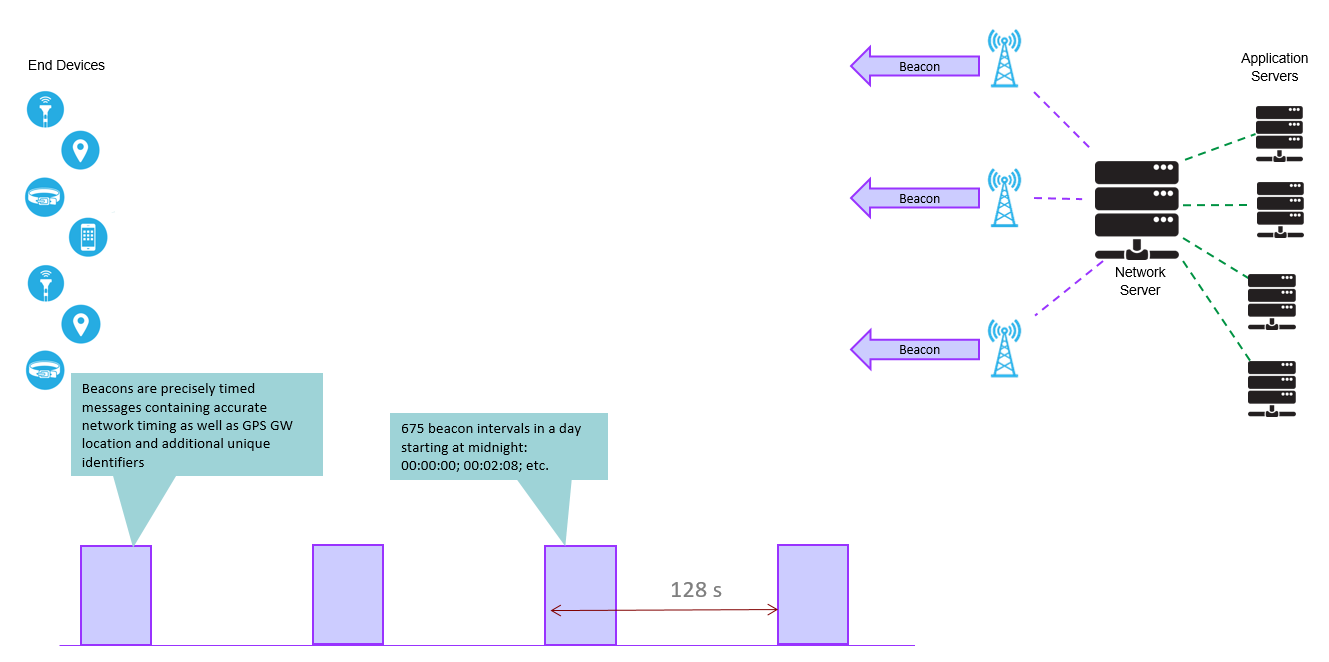 End Devices
Beacon
Beacon
Beacon
Application
Servers
Network
Server
Beacons are precisely timed
messages containing accurate
network timing as well as GPS GW
location and additional unique
identifiers
675 beacon intervals in a day
starting at midnight:
00:00:00; 00:02:08; etc.
128 s